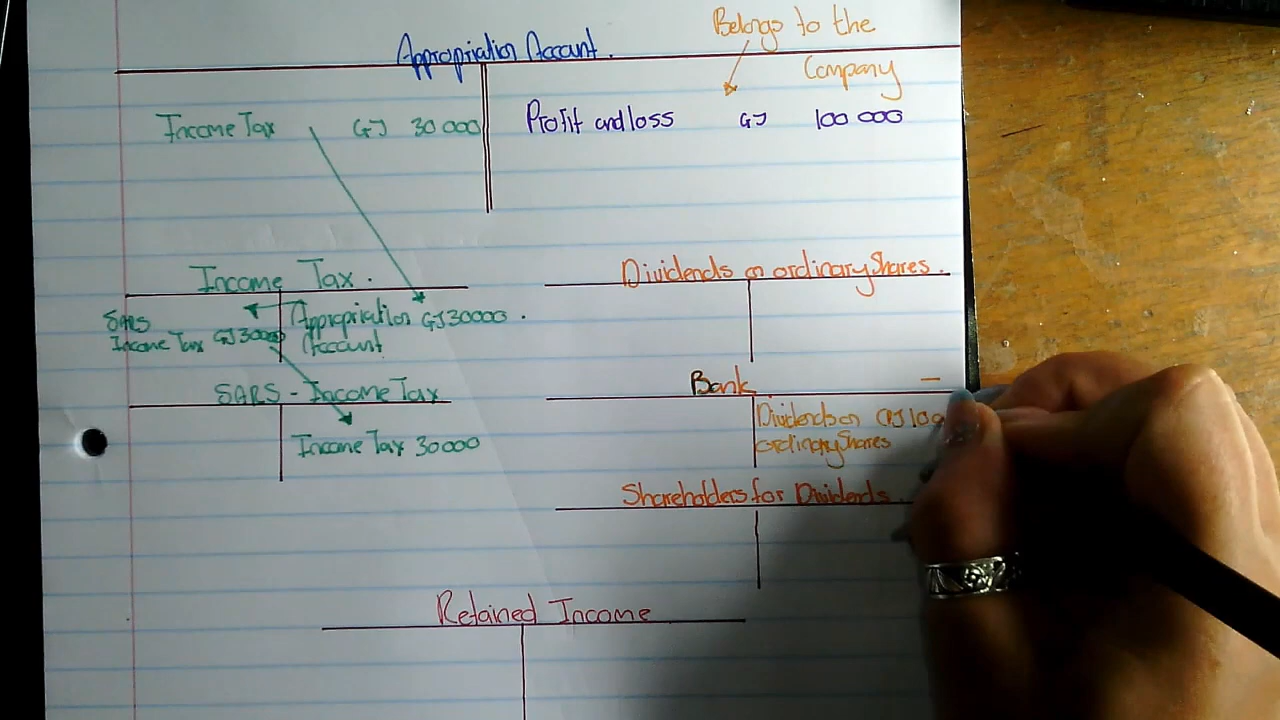 Belongs to the
Company
Appropriation Account.
Income Tax GJ 30 000
Profit and loss GJ 100 000
Income Tax.
SARS
Income Tax GJ 30000
Appropriation GJ 30000.
Account
SARS - Income Tax
Income Tax 30000
Dividends on ordinary Shares.
Bank –
Dividends on
ordinary Shares
Shareholders for Dividends.
Retained Income